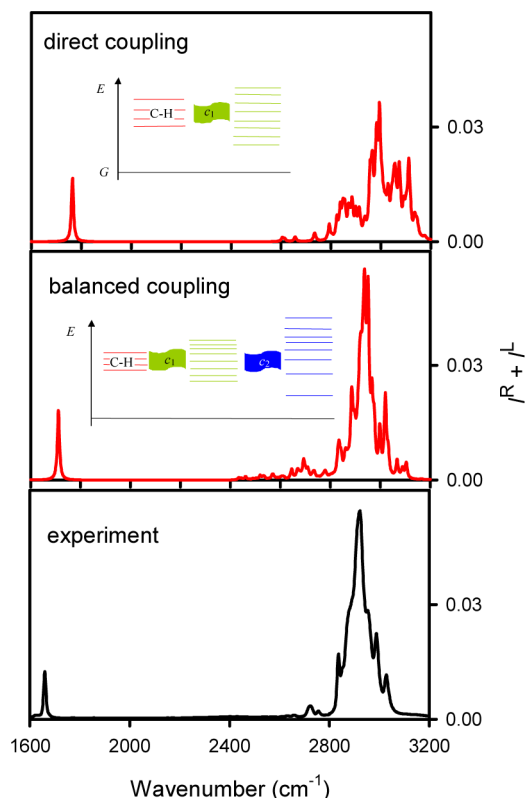 direct coupling
E
C-H
c₁
G
0.03
0.00
balanced coupling
E
C-H
c₁
c₂
0.03
0.00
Iᴿ + Iᴸ
experiment
0.03
0.00
1600 2000 2400 2800 3200
Wavenumber (cm⁻¹)